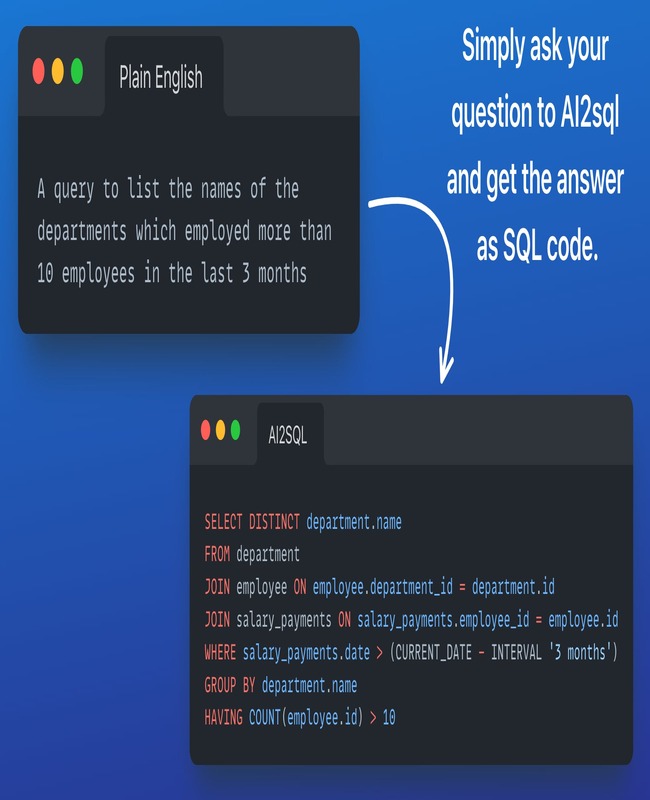 Plain English
A query to list the names of the
departments which employed more than
10 employees in the last 3 months
Simply ask your
question to AI2sql
and get the answer
as SQL code.
AI2SQL
SELECT DISTINCT department.name
FROM department
JOIN employee ON employee.department_id = department.id
JOIN salary_payments ON salary_payments.employee_id = employee.id
WHERE salary_payments.date > (CURRENT_DATE - INTERVAL '3 months')
GROUP BY department.name
HAVING COUNT(employee.id) > 10